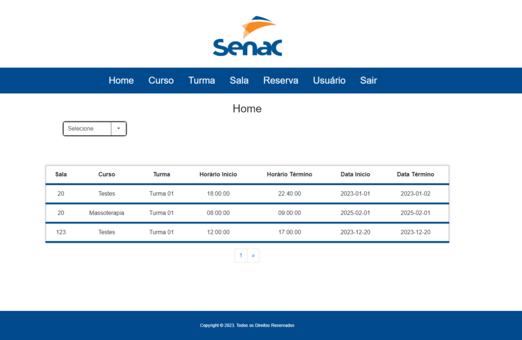 Senac
Home Curso Turma Sala Reserva Usuário Sair
Home
Selecione
Sala Curso Turma Horário Inicio Horário Término Data Inicio Data Término
20 Testes Turma 01 18:00:00 22:40:00 2023-01-01 2023-01-02
20 Massoterapia Turma 01 08:00:00 09:00:00 2025-02-01 2025-02-01
123 Testes Turma 01 12:00:00 17:00:00 2023-12-20 2023-12-20
1 »
Copyright © 2023. Todos os Direitos Reservados